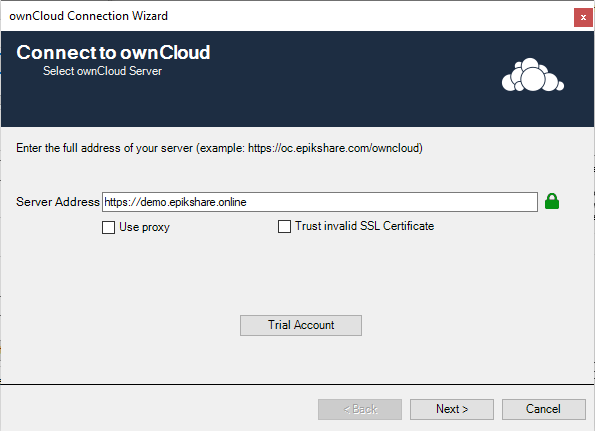 ownCloud Connection Wizard
x
Connect to ownCloud
Select ownCloud Server
Enter the full address of your server (example: https://oc.epikshare.com/owncloud)
Server Address https://demo.epikshare.online
Use proxy Trust invalid SSL Certificate
Trial Account
< Back Next > Cancel